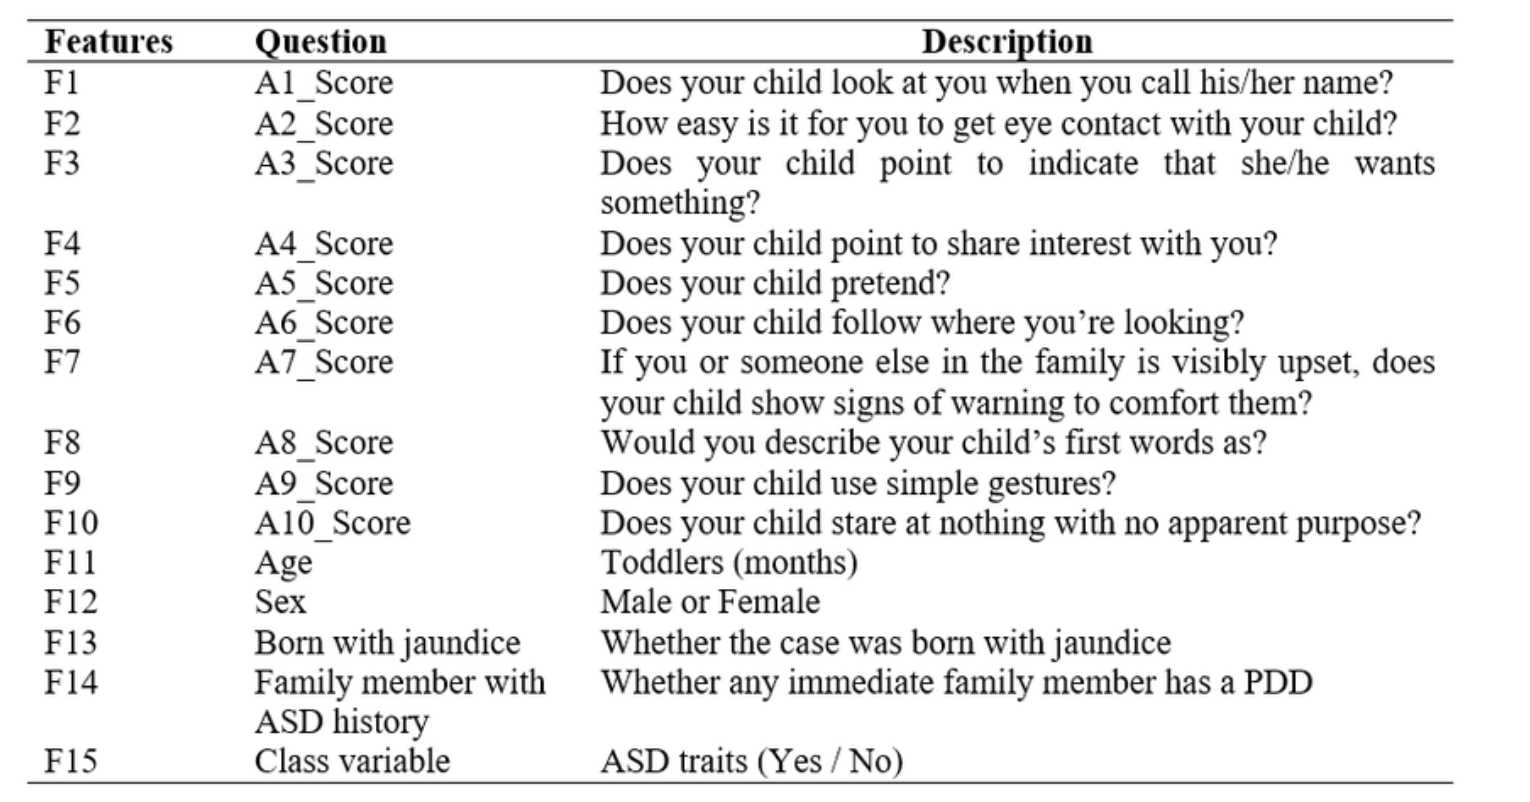 Features Question Description
F1 A1_Score Does your child look at you when you call his/her name?
F2 A2_Score How easy is it for you to get eye contact with your child?
F3 A3_Score Does your child point to indicate that she/he wants
something?
F4 A4_Score Does your child point to share interest with you?
F5 A5_Score Does your child pretend?
F6 A6_Score Does your child follow where you're looking?
F7 A7_Score If you or someone else in the family is visibly upset, does
your child show signs of warning to comfort them?
F8 A8_Score Would you describe your child's first words as?
F9 A9_Score Does your child use simple gestures?
F10 A10_Score Does your child stare at nothing with no apparent purpose?
F11 Age Toddlers (months)
F12 Sex Male or Female
F13 Born with jaundice Whether the case was born with jaundice
F14 Family member with Whether any immediate family member has a PDD
ASD history
F15 Class variable ASD traits (Yes / No)